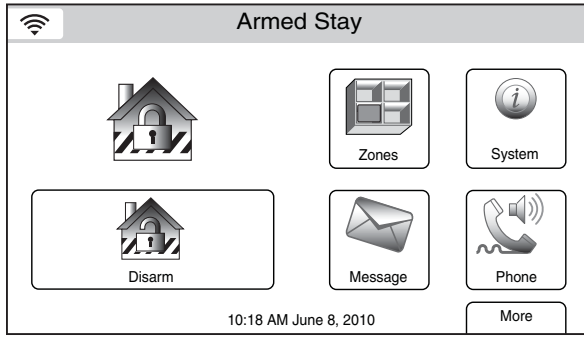 Armed Stay
Zones
System
Disarm
Message
Phone
10:18 AM June 8, 2010
More